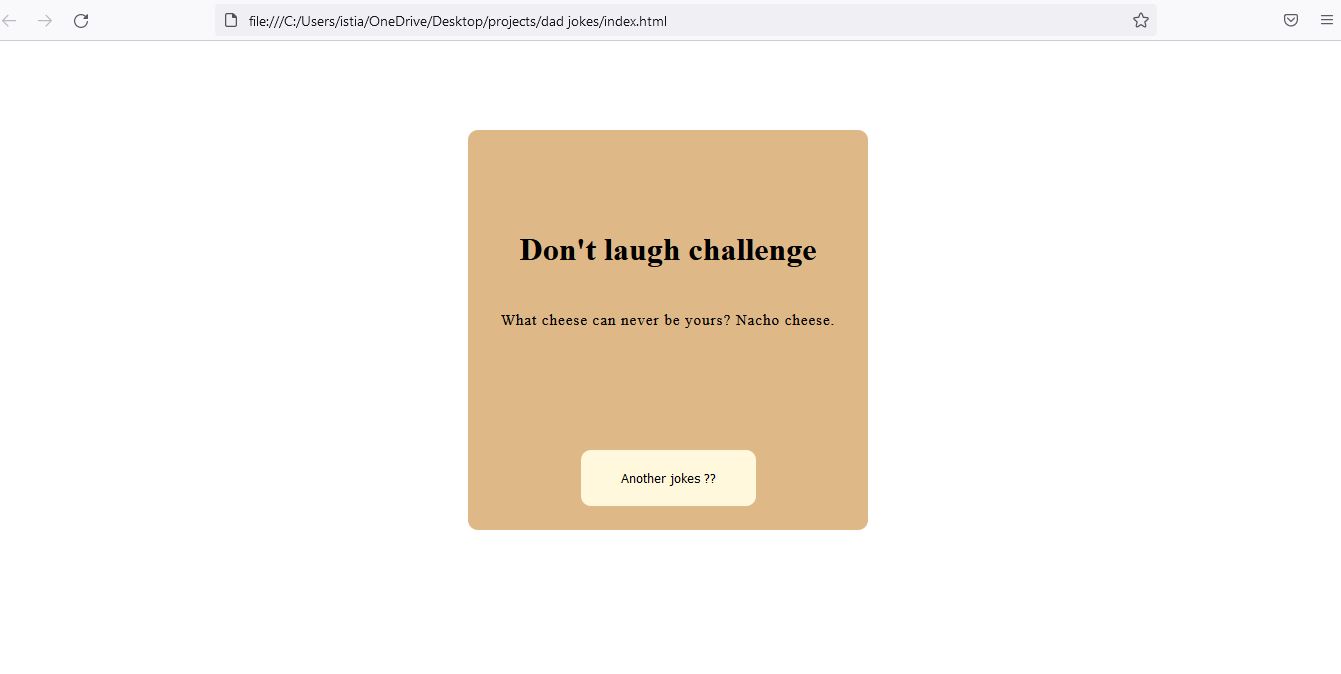 file:///C:/Users/istia/OneDrive/Desktop/projects/dad jokes/index.html
Don't laugh challenge
What cheese can never be yours? Nacho cheese.
Another jokes ??